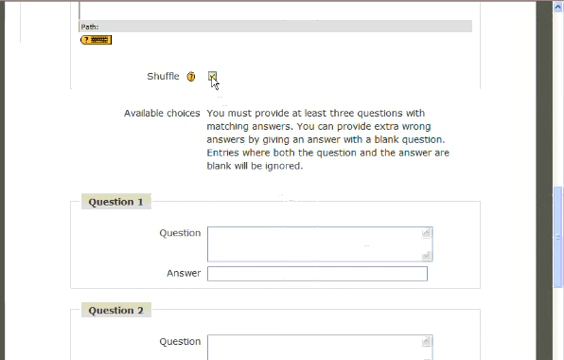 Path:
?
Shuffle ?
Available choices You must provide at least three questions with
matching answers. You can provide extra wrong
answers by giving an answer with a blank question.
Entries where both the question and the answer are
blank will be ignored.
Question 1
Question
Answer
Question 2
Question